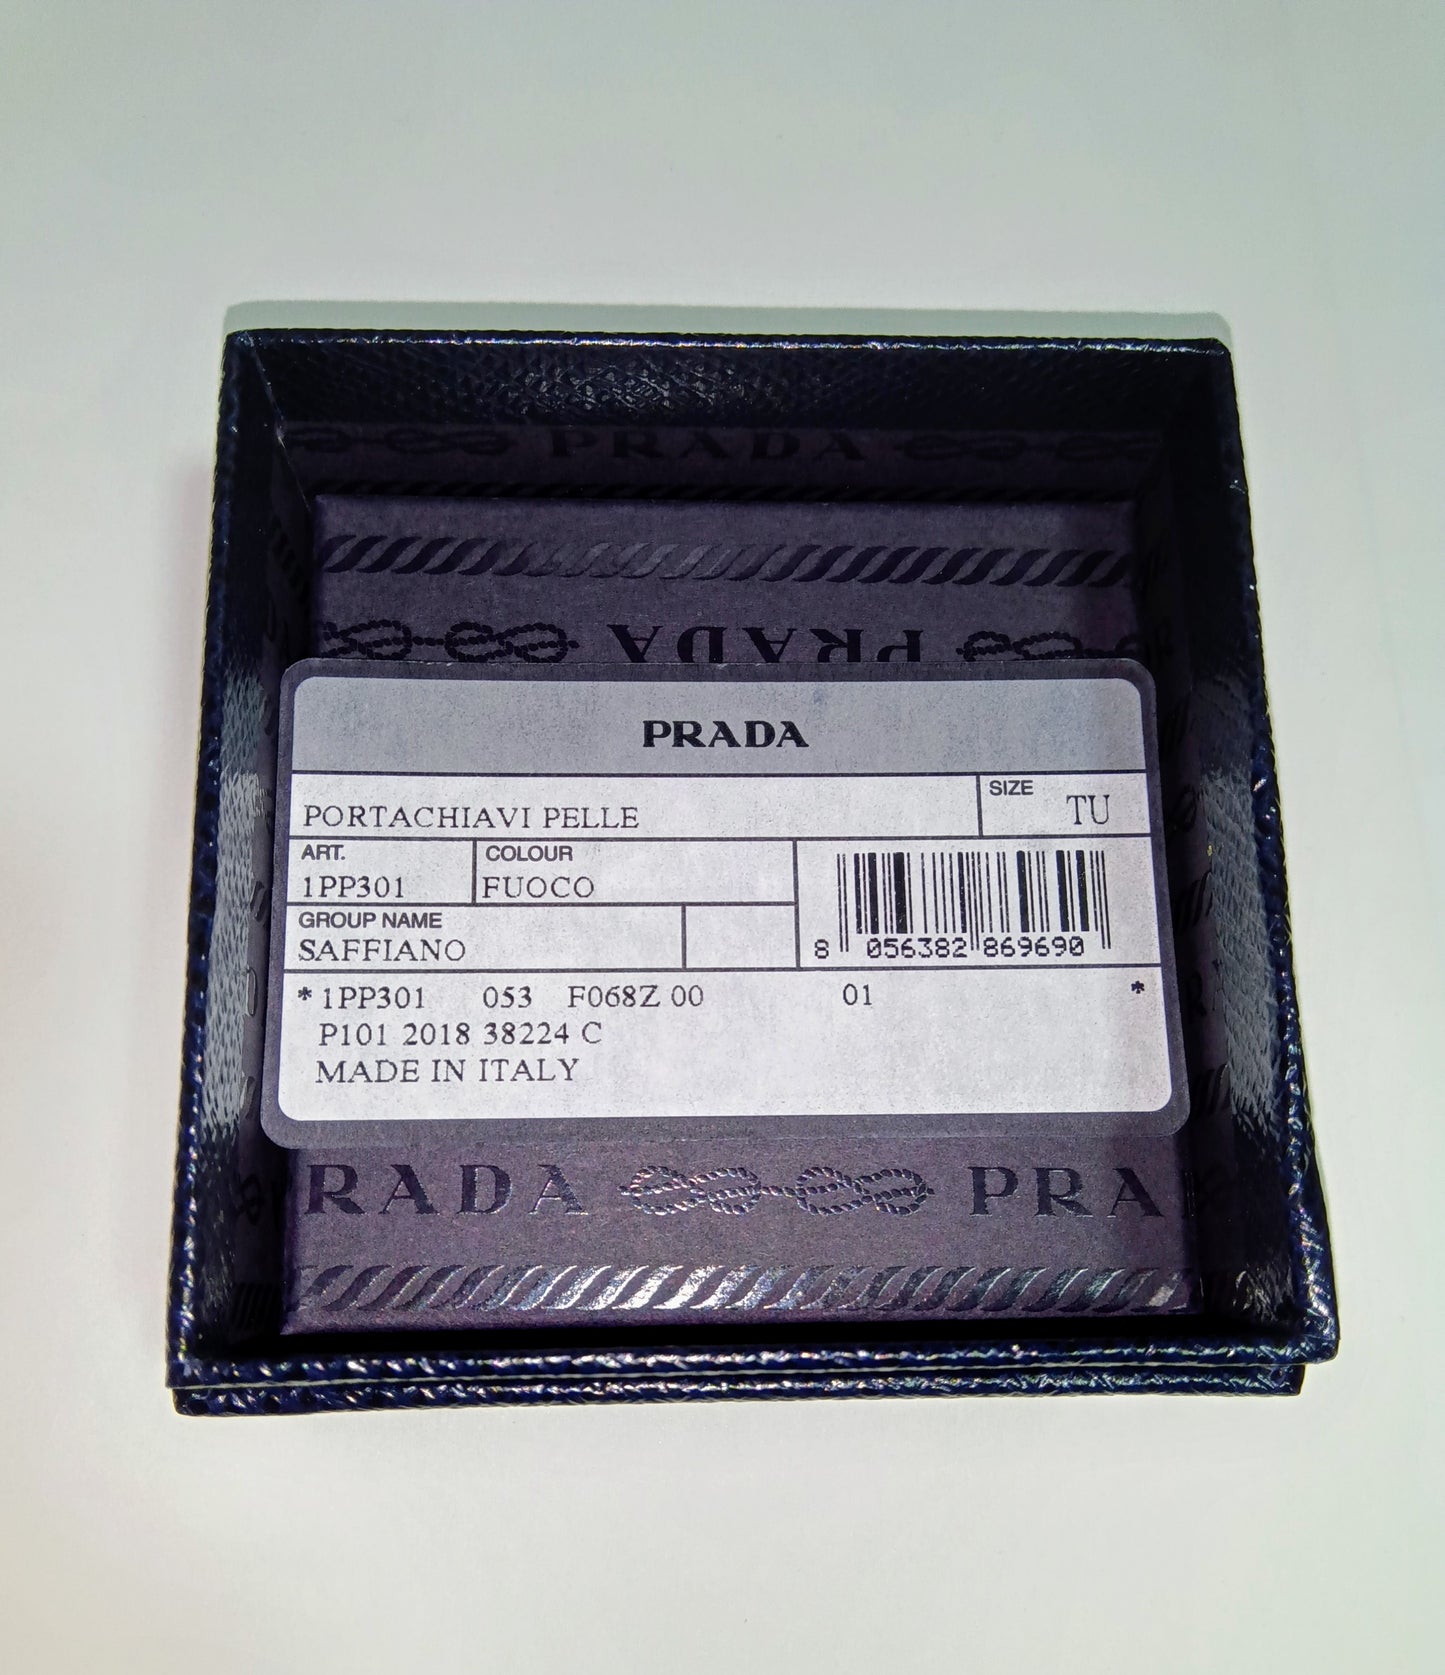 PRADA
PRADA
PRADA
PORTACHIAVI PELLE
SIZE
TU
ART.
1PP301
COLOUR
FUOCO
GROUP NAME
SAFFIANO
8 056382 869690
* 1PP301 053 F068Z 00 01 *
P101 2018 38224 C
MADE IN ITALY
RADA PRA